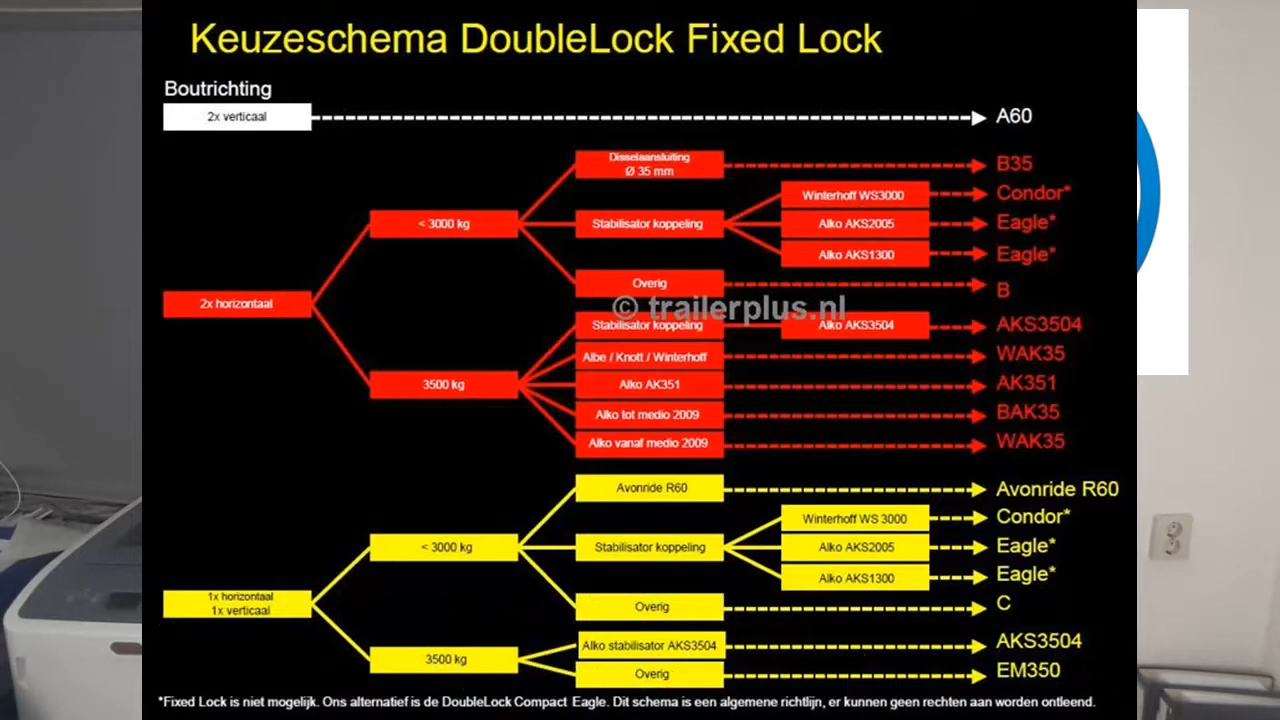 Keuzeschema DoubleLock Fixed Lock
Boutrichting
2x verticaal
A60
Disselaansluiting
Ø 35 mm
B35
Winterhoff WS3000
Condor*
< 3000 kg
Stabilisator koppeling
Alko AKS2005
Eagle*
Alko AKS1300
Eagle*
Overig
B
2x horizontaal
© trailerplus.nl
Stabilisator koppeling
Alko AKS3504
AKS3504
Albe / Knott / Winterhoff
WAK35
3500 kg
Alko AK351
AK351
Alko tot medio 2009
BAK35
Alko vanaf medio 2009
WAK35
Avonride R60
Avonride R60
Winterhoff WS 3000
Condor*
< 3000 kg
Stabilisator koppeling
Alko AKS2005
Eagle*
Alko AKS1300
Eagle*
1x horizontaal
1x verticaal
Overig
C
Alko stabilisator AKS3504
AKS3504
3500 kg
Overig
EM350
*Fixed Lock is niet mogelijk. Ons alternatief is de DoubleLock Compact Eagle. Dit schema is een algemene richtlijn, er kunnen geen rechten aan worden ontleend.